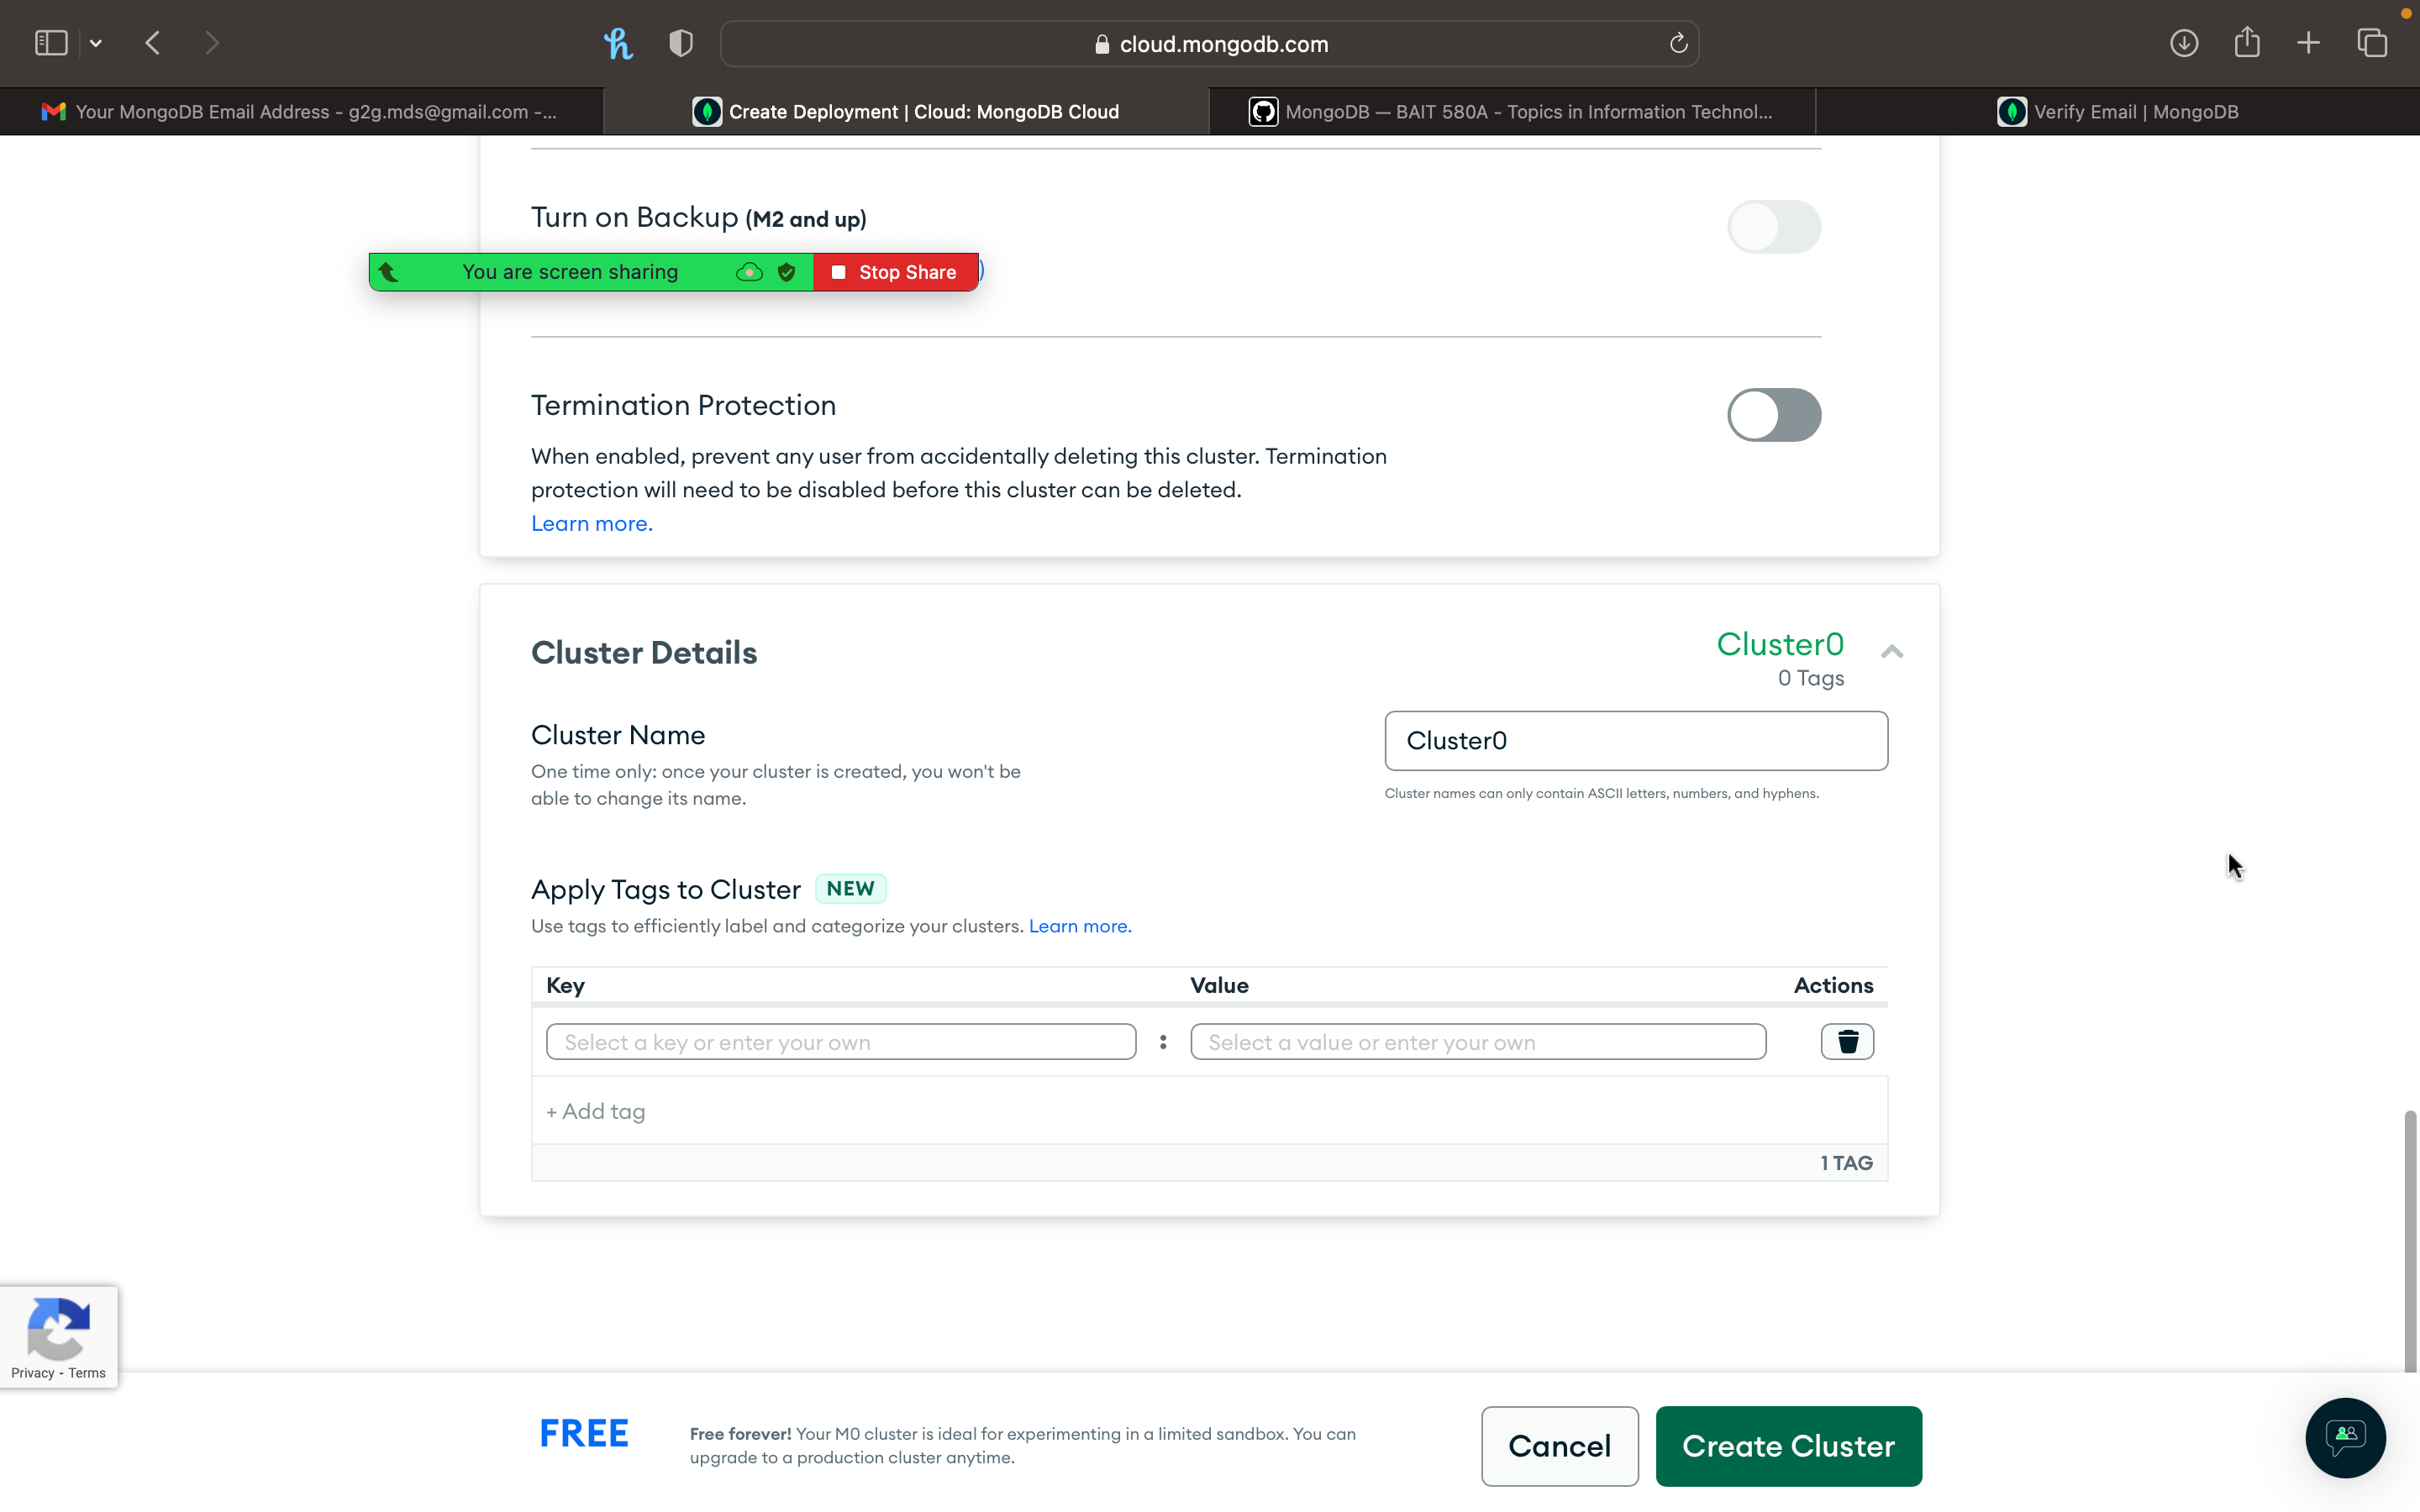 cloud.mongodb.com
Your MongoDB Email Address - g2g.mds@gmail.com -...
Create Deployment | Cloud: MongoDB Cloud
MongoDB — BAIT 580A - Topics in Information Technol...
Verify Email | MongoDB
Turn on Backup (M2 and up)
You are screen sharing
Stop Share
)
Termination Protection
When enabled, prevent any user from accidentally deleting this cluster. Termination
protection will need to be disabled before this cluster can be deleted.
Learn more.
Cluster Details
Cluster0
0 Tags
Cluster Name
One time only: once your cluster is created, you won't be
able to change its name.
Cluster0
Cluster names can only contain ASCII letters, numbers, and hyphens.
Apply Tags to Cluster NEW
Use tags to efficiently label and categorize your clusters. Learn more.
Key Value Actions
Select a key or enter your own : Select a value or enter your own
+ Add tag
1 TAG
Privacy - Terms
FREE
Free forever! Your M0 cluster is ideal for experimenting in a limited sandbox. You can
upgrade to a production cluster anytime.
Cancel
Create Cluster